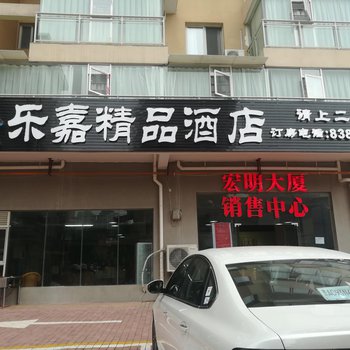 乐嘉精品酒店
请上二
订房电话:838
宏明大厦
销售中心